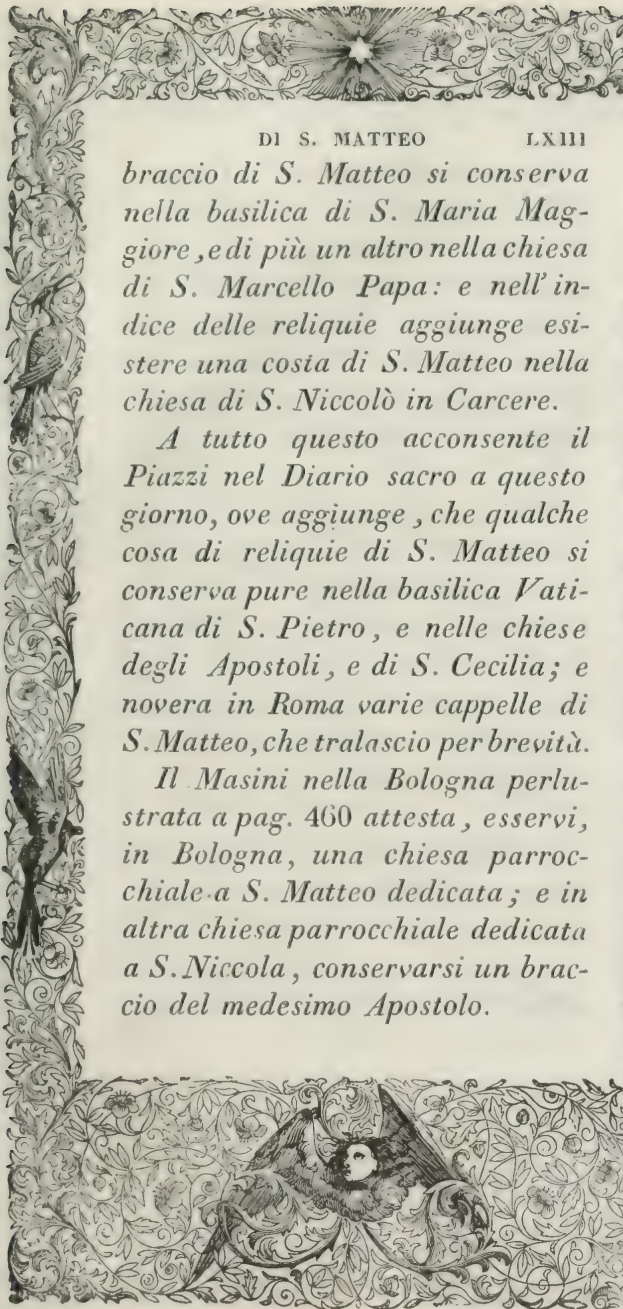 DI S. MATTEO LXIII
braccio di S. Matteo si conserva
nella basilica di S. Maria Mag-
giore, e di più un altro nella chiesa
di S. Marcello Papa: e nell' in-
dice delle reliquie aggiunge esi-
stere una costa di S. Matteo nella
chiesa di S. Niccolò in Carcere.
A tutto questo acconsente il
Piazzi nel Diario sacro a questo
giorno, ove aggiunge, che qualche
cosa di reliquie di S. Matteo si
conserva pure nella basilica Vati-
cana di S. Pietro, e nelle chiese
degli Apostoli, e di S. Cecilia; e
novera in Roma varie cappelle di
S. Matteo, che tralascio per brevità.
Il Masini nella Bologna perlu-
strata a pag. 460 attesta, esservi,
in Bologna, una chiesa parroc-
chiale a S. Matteo dedicata; e in
altra chiesa parrocchiale dedicata
a S. Niccola, conservarsi un brac-
cio del medesimo Apostolo.